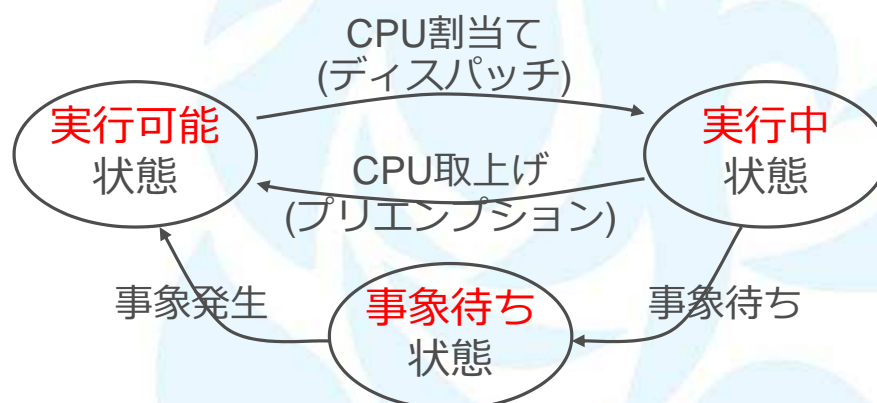 CPU割当て
(ディスパッチ)
実行可能
状態
実行中
状態
CPU取上げ
(プリエンプション)
事象発生
事象待ち
状態
事象待ち